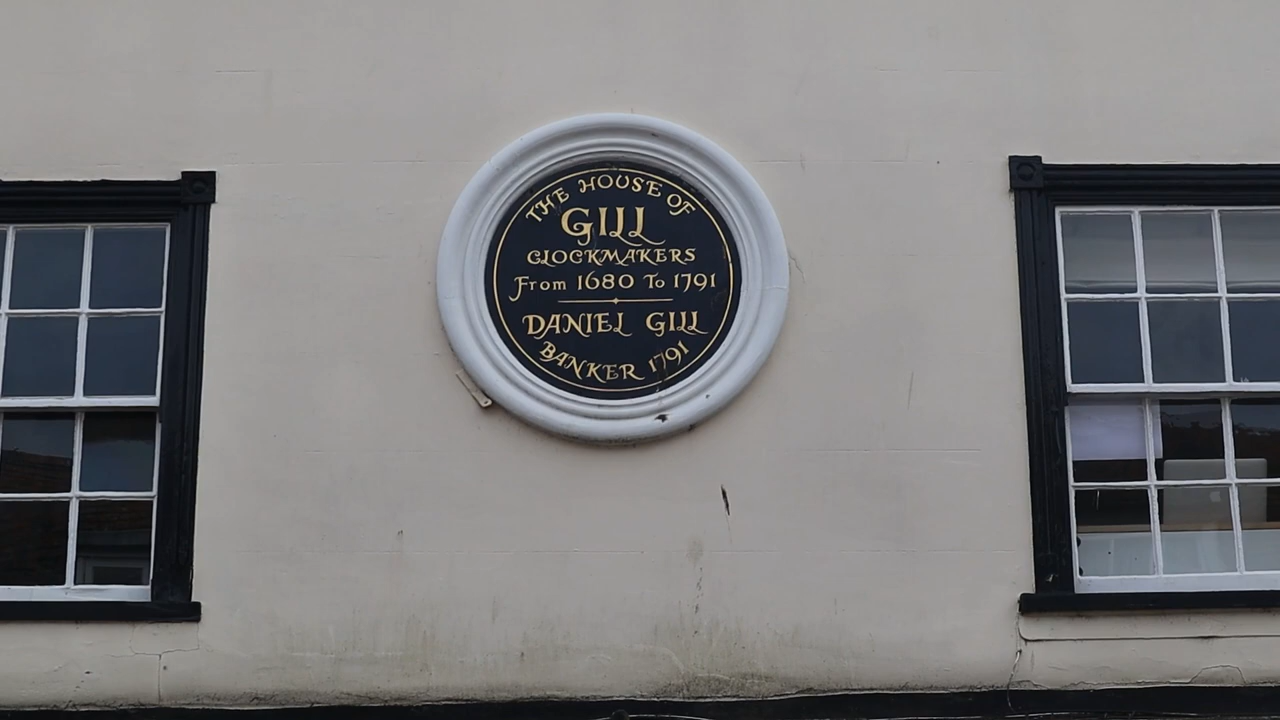 THE HOUSE OF
GILL
CLOCKMAKERS
From 1680 To 1791
DANIEL GILL
BANKER 1791